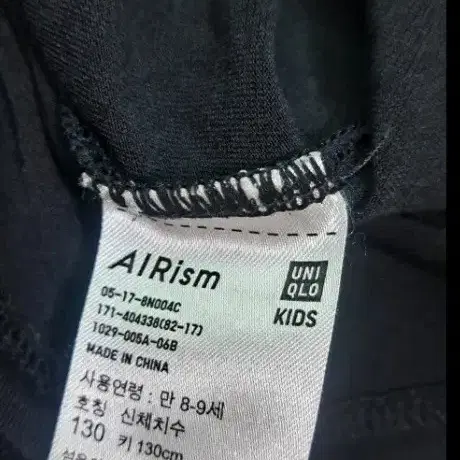 AIRism
UNI
QLO
KIDS
05-17-8N004C
171-404338(82-17)
1029-005A-06B
MADE IN CHINA
사용연령 : 만 8-9세
호칭 신체치수
130 키 130cm